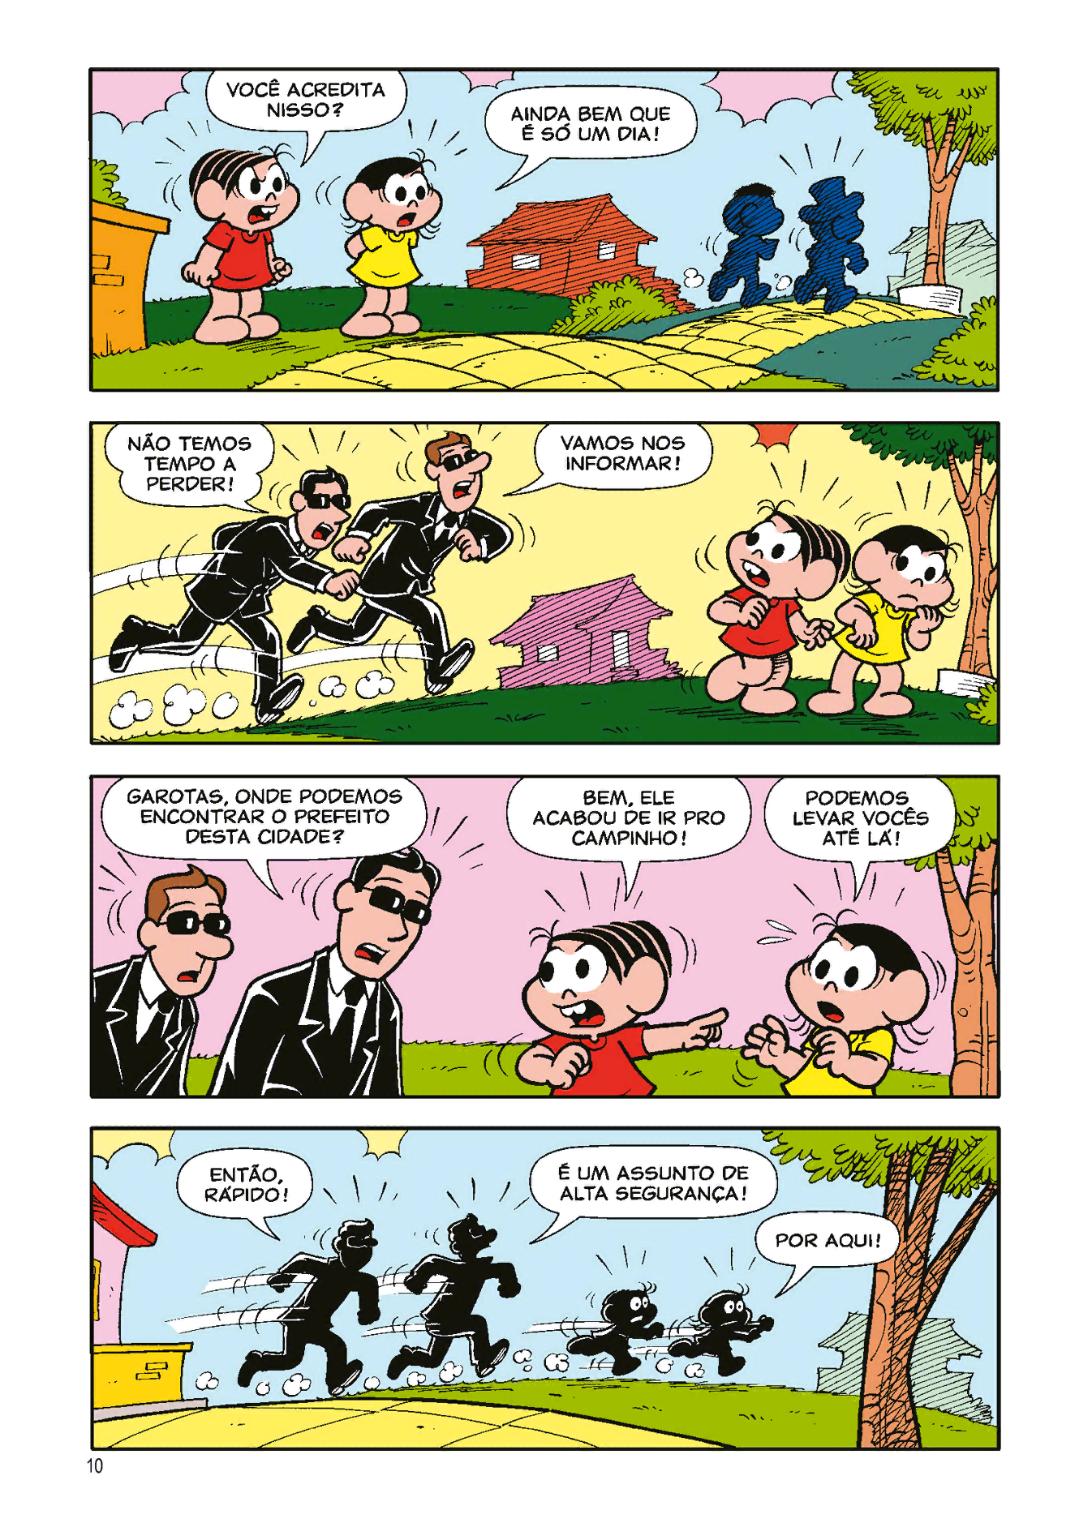 VOCÊ ACREDITA
NISSO?
AINDA BEM QUE
É SÓ UM DIA!
NÃO TEMOS
TEMPO A
PERDER!
VAMOS NOS
INFORMAR!
GAROTAS, ONDE PODEMOS
ENCONTRAR O PREFEITO
DESTA CIDADE?
BEM, ELE
ACABOU DE IR PRO
CAMPINHO!
PODEMOS
LEVAR VOCÊS
ATÉ LÁ!
ENTÃO,
RÁPIDO!
É UM ASSUNTO DE
ALTA SEGURANÇA!
POR AQUI!
10